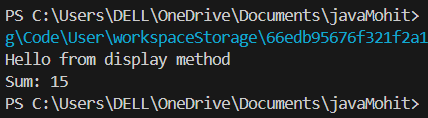 PS C:\Users\DELL\OneDrive\Documents\javaMohit>
g\Code\User\workspaceStorage\66edb95676f321f2a1
Hello from display method
Sum: 15
PS C:\Users\DELL\OneDrive\Documents\javaMohit>